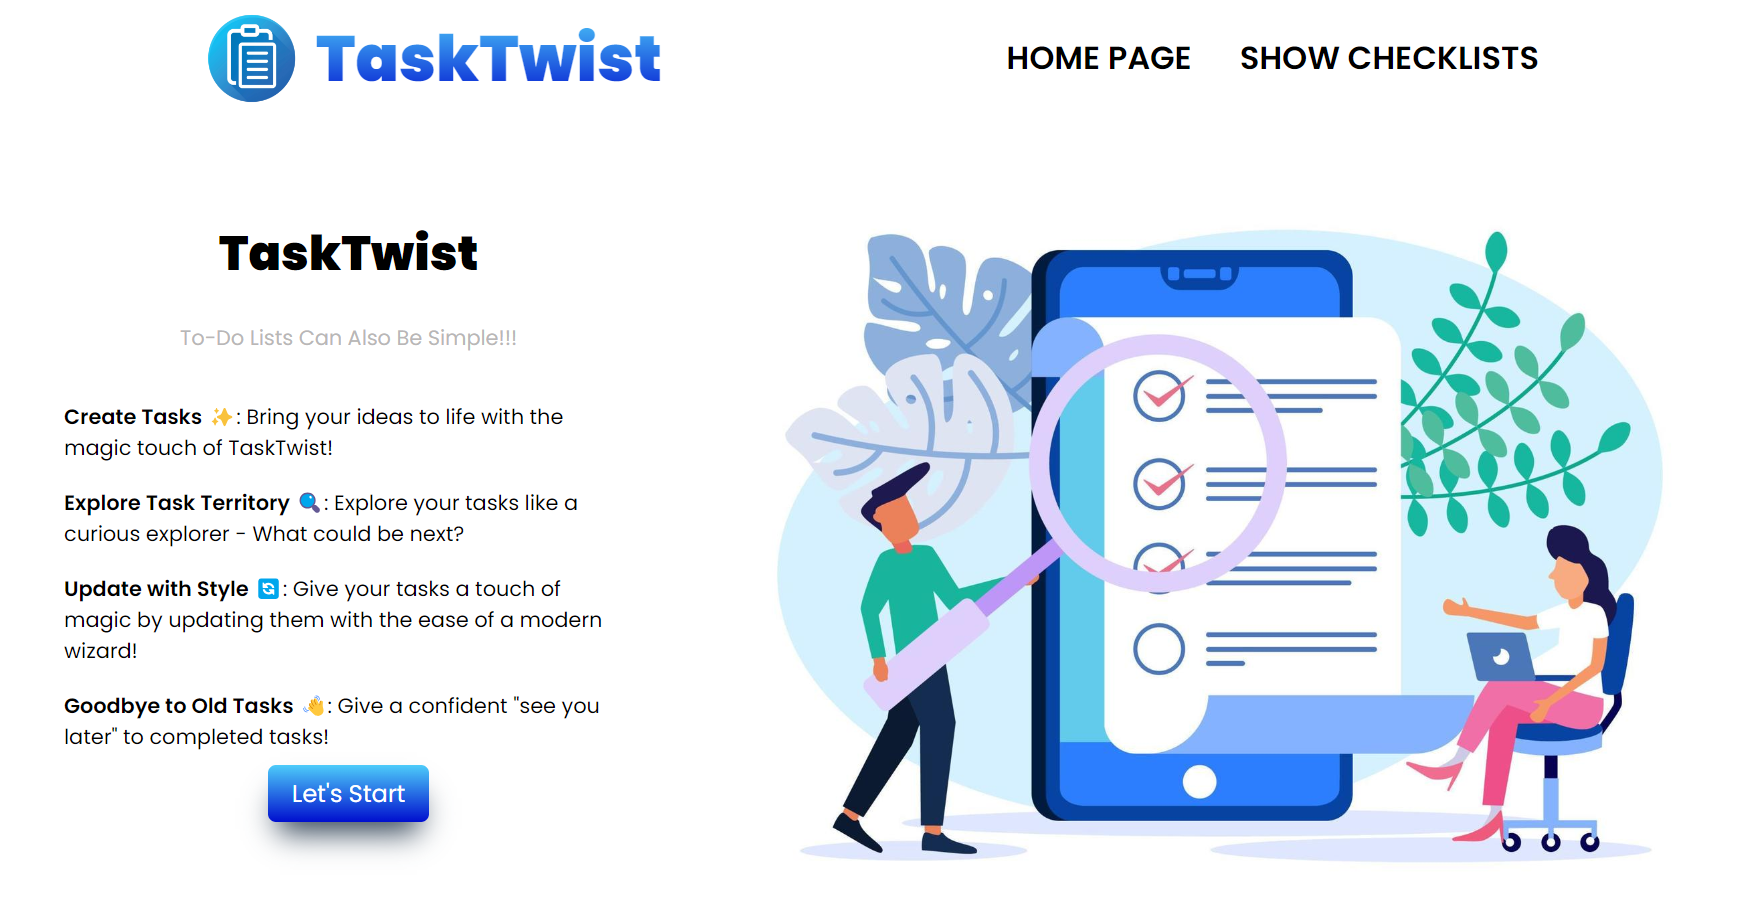 TaskTwist
HOME PAGE SHOW CHECKLISTS
TaskTwist
To-Do Lists Can Also Be Simple!!!
Create Tasks ✨: Bring your ideas to life with the
magic touch of TaskTwist!
Explore Task Territory 🔍: Explore your tasks like a
curious explorer - What could be next?
Update with Style 🔄: Give your tasks a touch of
magic by updating them with the ease of a modern
wizard!
Goodbye to Old Tasks 👋: Give a confident "see you
later" to completed tasks!
Let's Start